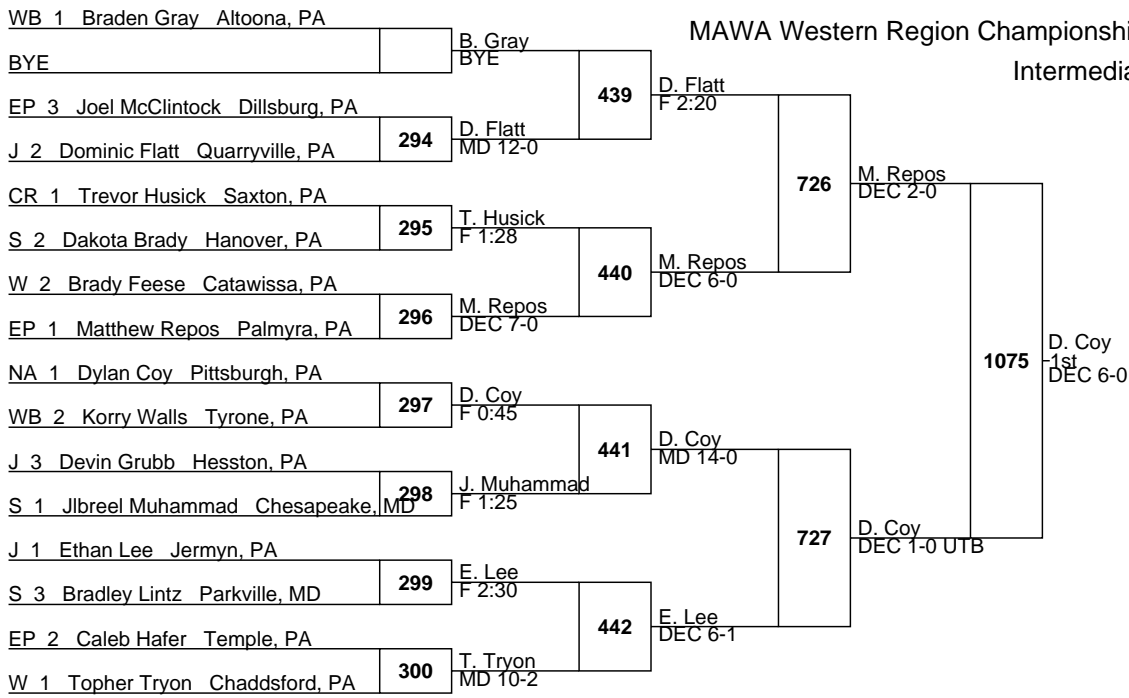 MAWA Western Region Championshi
Intermedia
WB 1 Braden Gray Altoona, PA
BYE
EP 3 Joel McClintock Dillsburg, PA
J 2 Dominic Flatt Quarryville, PA
CR 1 Trevor Husick Saxton, PA
S 2 Dakota Brady Hanover, PA
W 2 Brady Feese Catawissa, PA
EP 1 Matthew Repos Palmyra, PA
NA 1 Dylan Coy Pittsburgh, PA
WB 2 Korry Walls Tyrone, PA
J 3 Devin Grubb Hesston, PA
S 1 JIbreel Muhammad Chesapeake, MD
J 1 Ethan Lee Jermyn, PA
S 3 Bradley Lintz Parkville, MD
EP 2 Caleb Hafer Temple, PA
W 1 Topher Tryon Chaddsford, PA
294
295
296
297
298
299
300
B. Gray
BYE
D. Flatt
MD 12-0
T. Husick
F 1:28
M. Repos
DEC 7-0
D. Coy
F 0:45
J. Muhammad
F 1:25
E. Lee
F 2:30
T. Tryon
MD 10-2
439
440
441
442
D. Flatt
F 2:20
M. Repos
DEC 6-0
D. Coy
MD 14-0
E. Lee
DEC 6-1
726
727
M. Repos
DEC 2-0
D. Coy
DEC 1-0 UTB
1075
D. Coy
1st
DEC 6-0